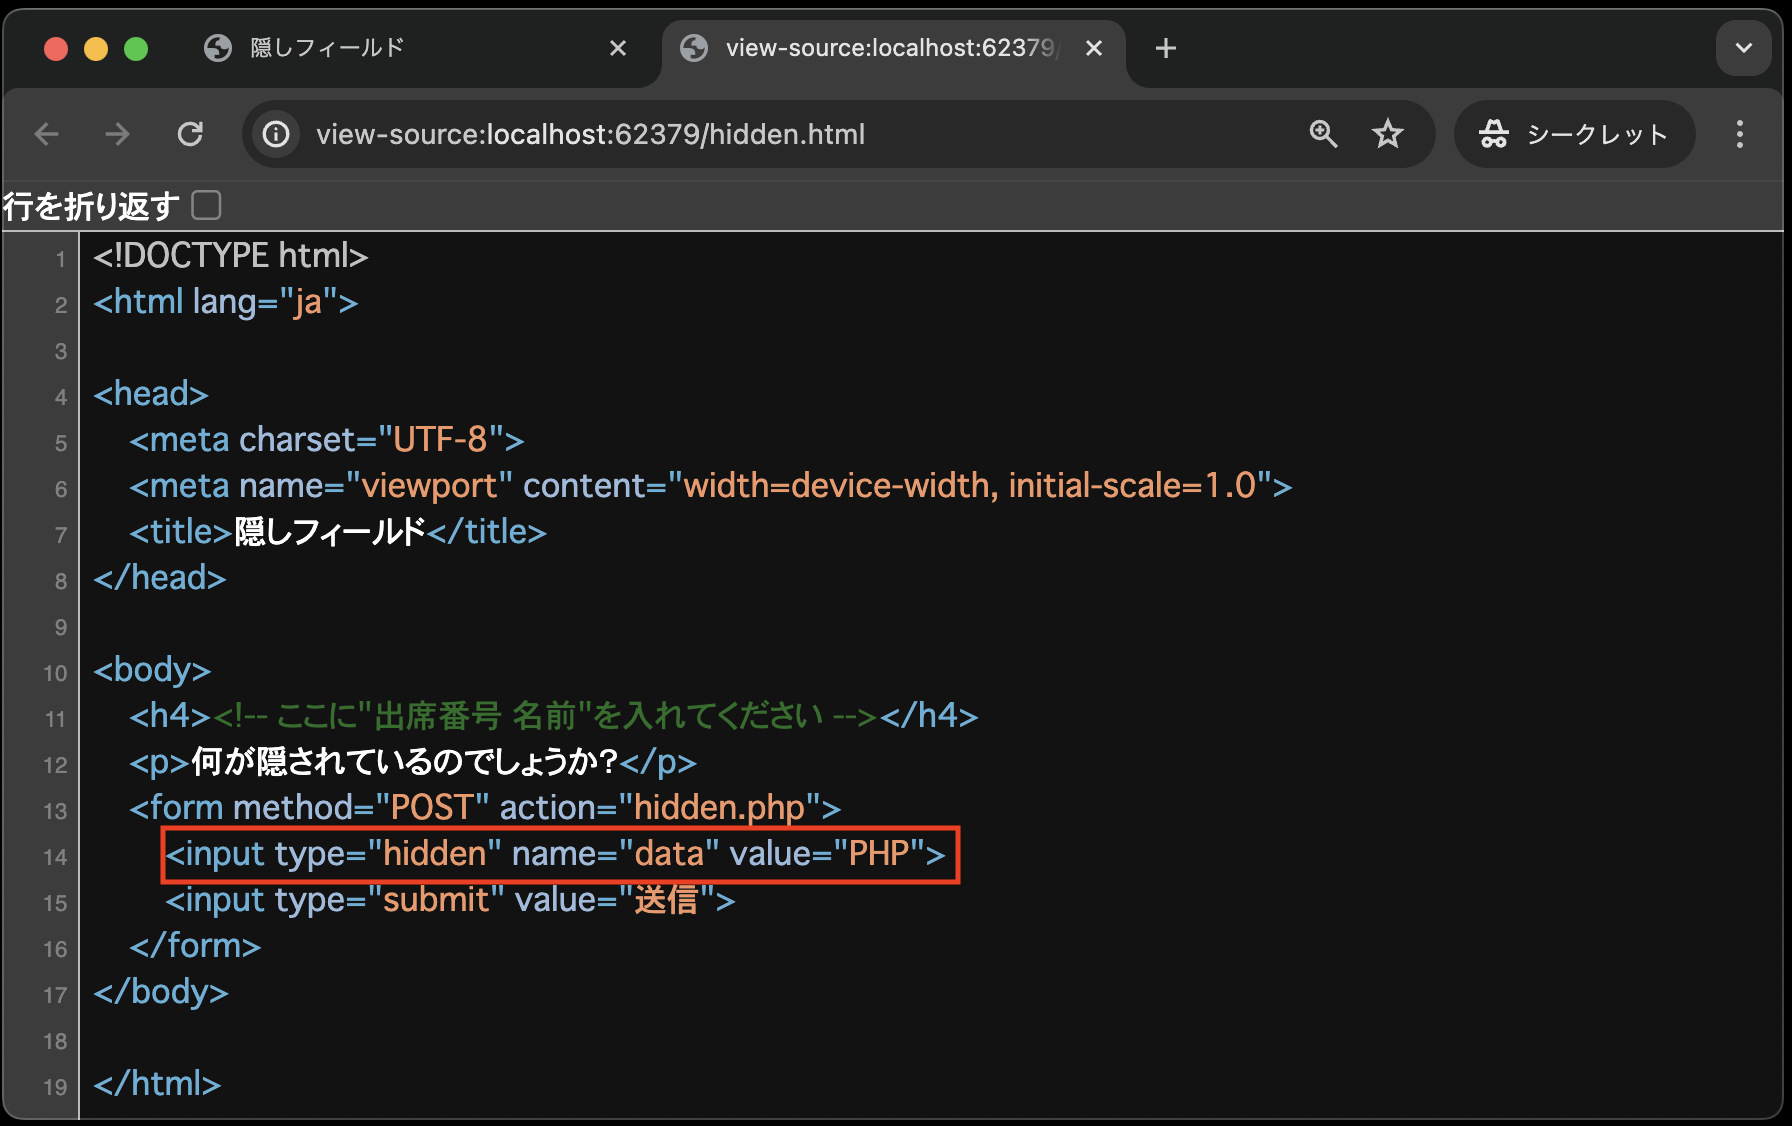 隠しフィールド
view-source:localhost:62379/
view-source:localhost:62379/hidden.html
シークレット
行を折り返す
1 <!DOCTYPE html>
2 <html lang="ja">
3
4 <head>
5 <meta charset="UTF-8">
6 <meta name="viewport" content="width=device-width, initial-scale=1.0">
7 <title>隠しフィールド</title>
8 </head>
9
10 <body>
11 <h4><!-- ここに"出席番号 名前"を入れてください --></h4>
12 <p>何が隠されているのでしょうか?</p>
13 <form method="POST" action="hidden.php">
14 <input type="hidden" name="data" value="PHP">
15 <input type="submit" value="送信">
16 </form>
17 </body>
18
19 </html>